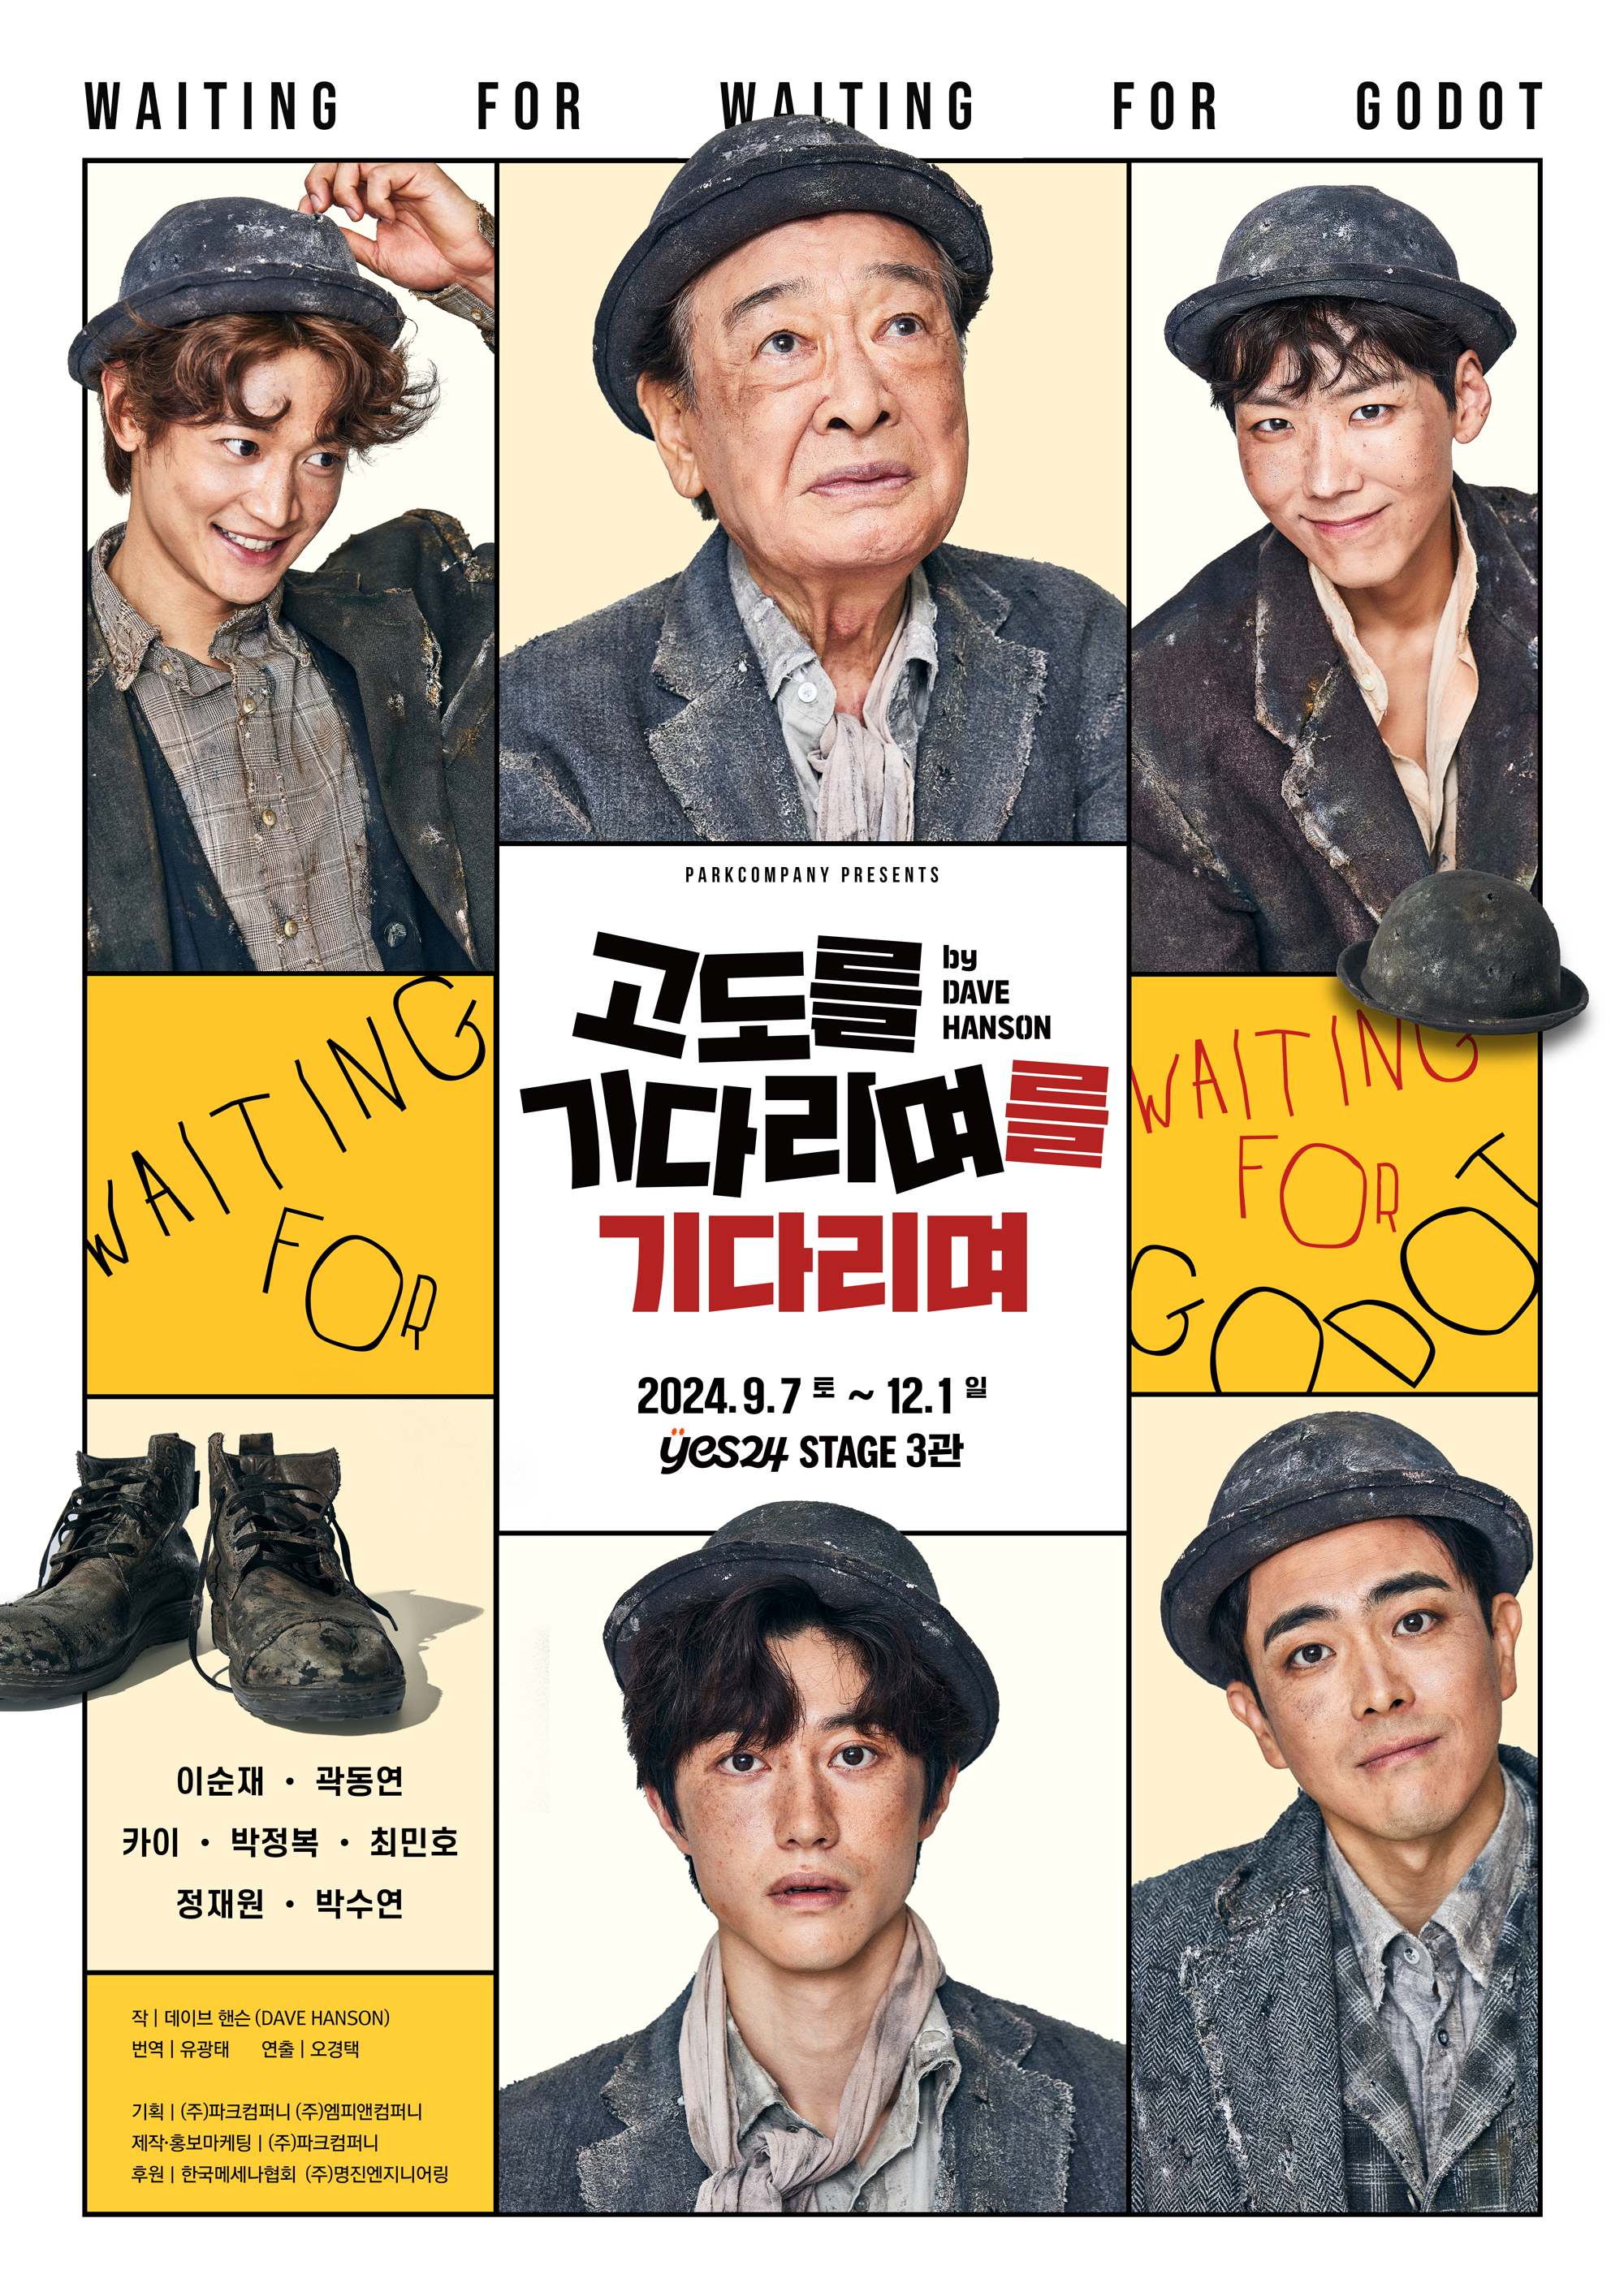 WAITING FOR WAITING FOR GODOT
PARKCOMPANY PRESENTS
고도를
by
DAVE
HANSON
기다리며를
기다리며
2024.9.7 토 ~ 12.1 일
yes24 STAGE 3관
WAITING
FOR
WAITING
FOR
GODOT
이순재 · 곽동연
카이 · 박정복 · 최민호
정재원 · 박수연
작 | 데이브 핸슨 (DAVE HANSON)
번역 | 유광태 연출 | 오경택
기획 | (주)파크컴퍼니 (주)엠피앤컴퍼니
제작·홍보마케팅 | (주)파크컴퍼니
후원 | 한국메세나협회 (주)명진엔지니어링